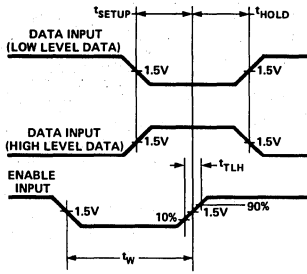 tSETUP
tHOLD
DATA INPUT
(LOW LEVEL DATA)
1.5V
1.5V
DATA INPUT
(HIGH LEVEL DATA)
1.5V
1.5V
tTLH
ENABLE
INPUT
1.5V
10%
1.5V
90%
tW